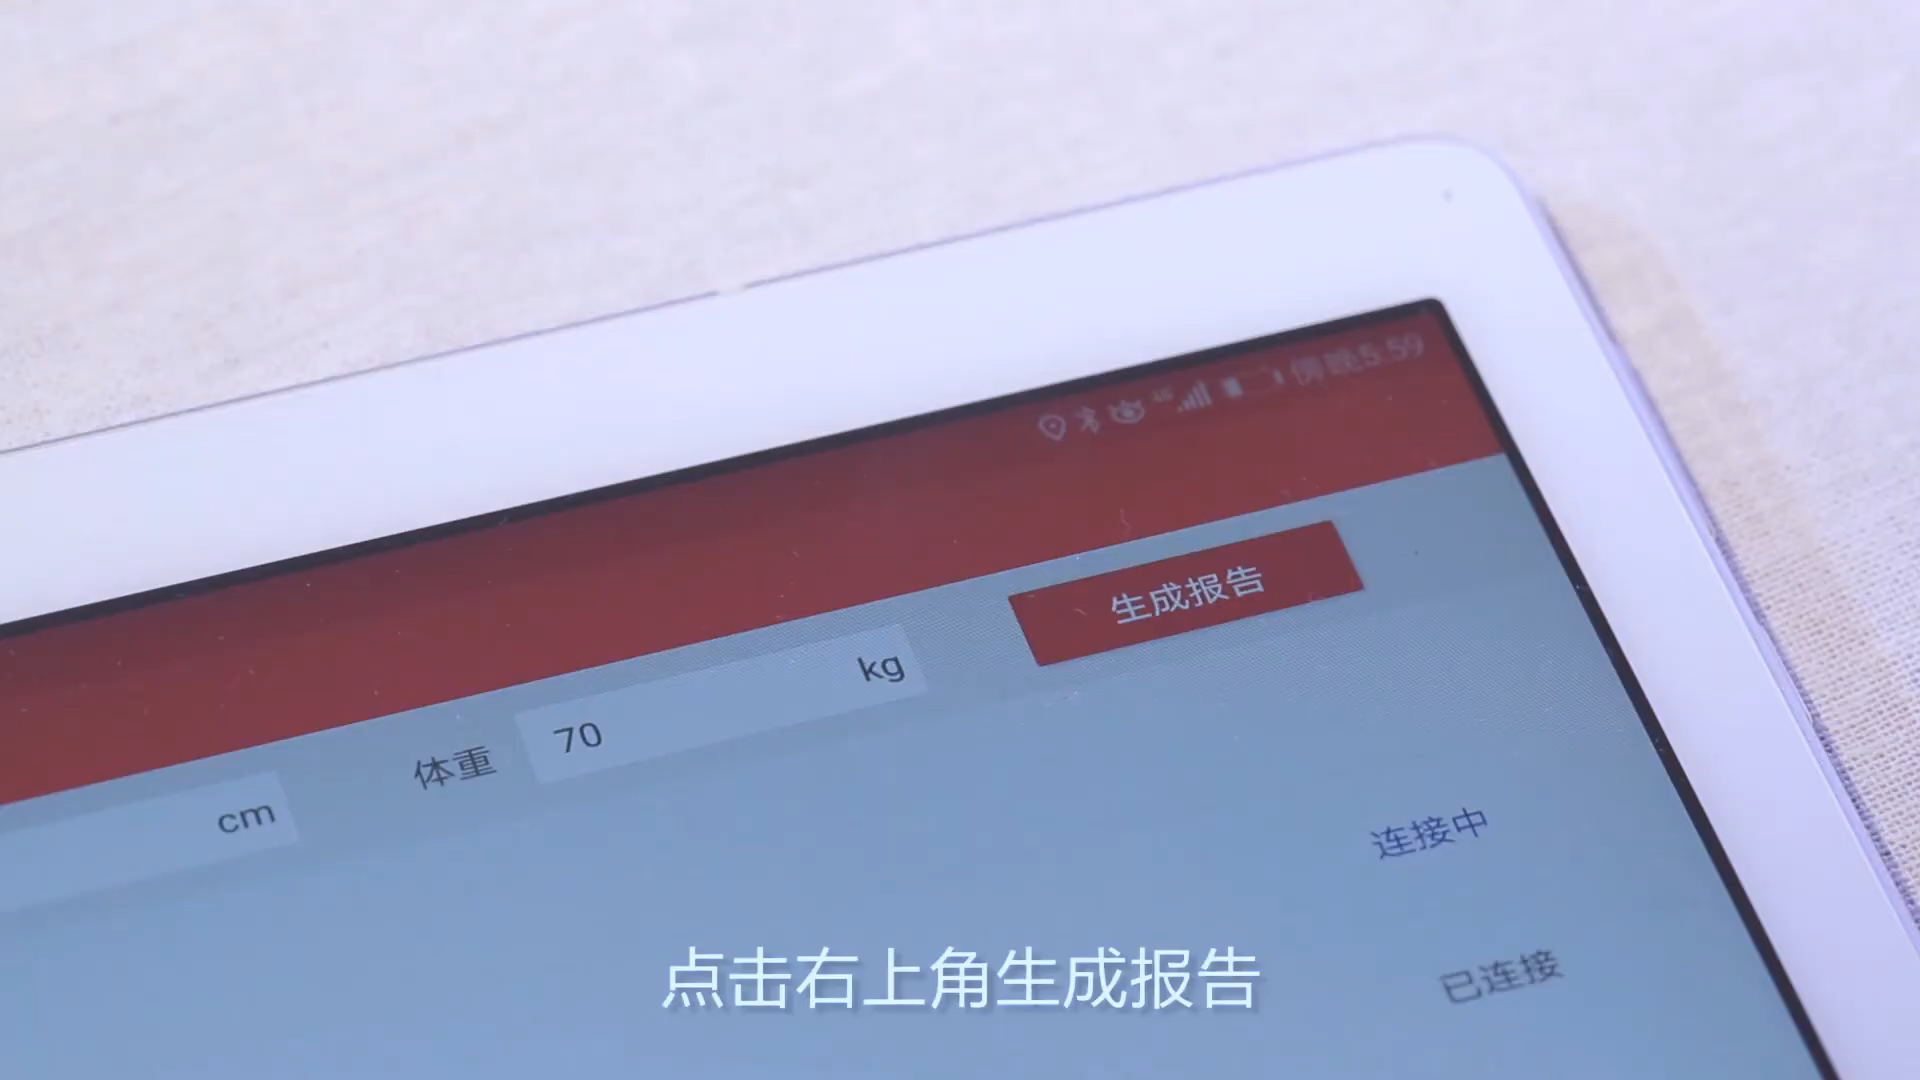 傍晚5:59
生成报告
体重 70 kg
cm
连接中
已连接
点击右上角生成报告